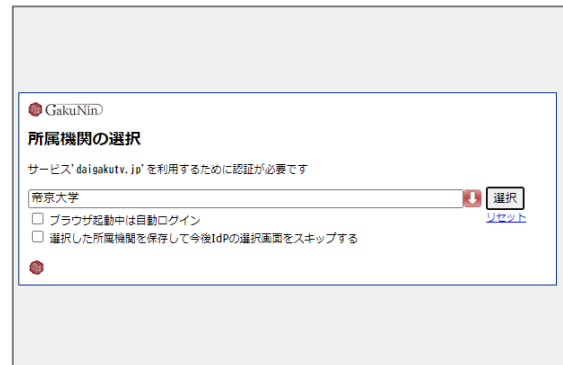 GakuNin
所属機関の選択
サービス'daigakutv.jp'を利用するために認証が必要です
帝京大学
選択
ブラウザ起動中は自動ログイン
リセット
選択した所属機関を保存して今後IdPの選択画面をスキップする